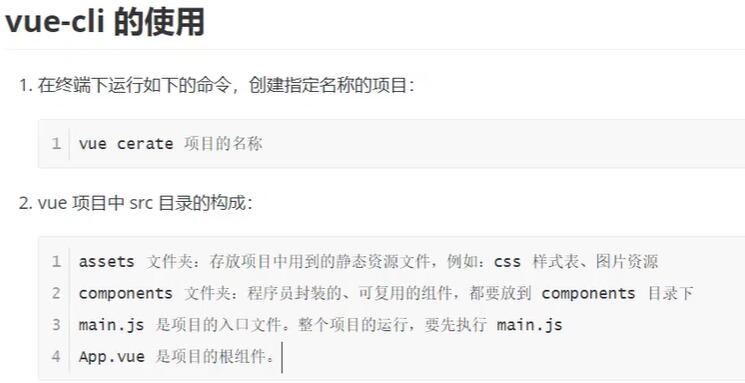 vue-cli 的使用
1. 在终端下运行如下的命令，创建指定名称的项目：
1 vue cerate 项目的名称
2. vue 项目中 src 目录的构成：
1 assets 文件夹：存放项目中用到的静态资源文件，例如：css 样式表、图片资源
2 components 文件夹：程序员封装的、可复用的组件，都要放到 components 目录下
3 main.js 是项目的入口文件。整个项目的运行，要先执行 main.js
4 App.vue 是项目的根组件。